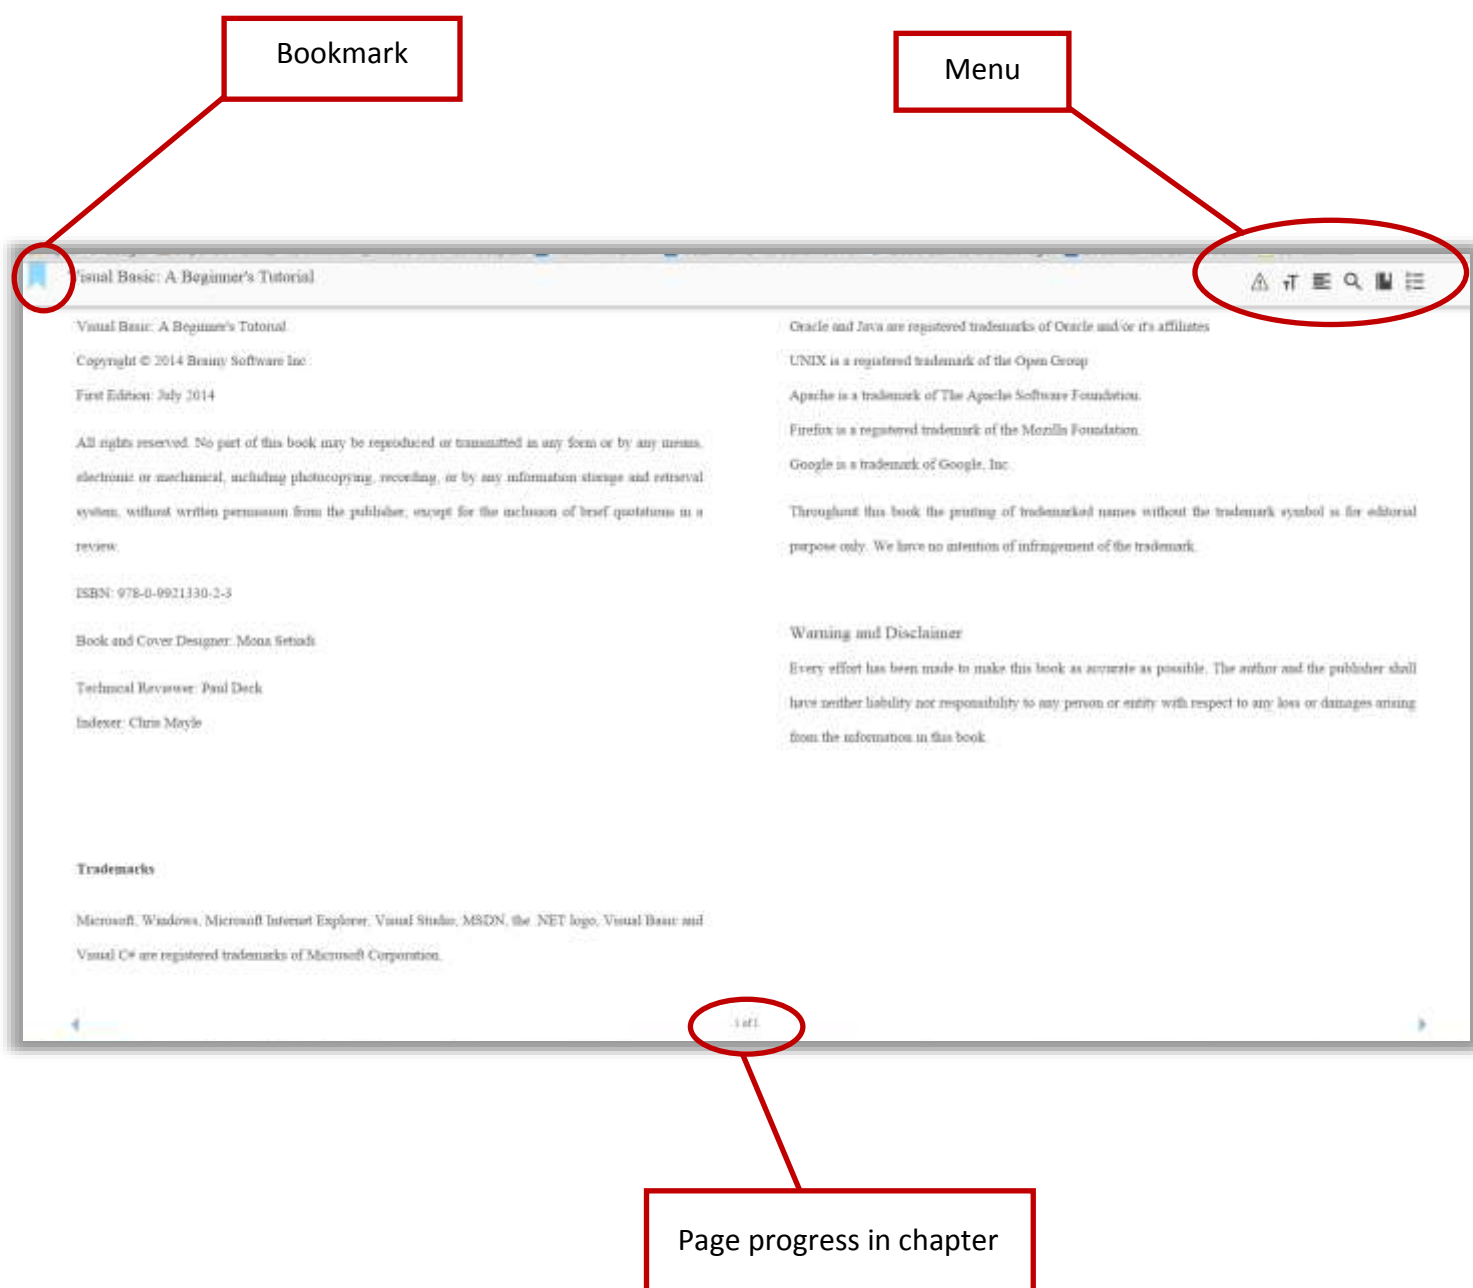 Bookmark
Menu
Visual Basic: A Beginner's Tutorial
Visual Basic: A Beginner's Tutorial
Copyright © 2014 Brainy Software Inc
First Edition: July 2014
All rights reserved. No part of this book may be reproduced or transmitted in any form or by any means,
electronic or mechanical, including photocopying, recording, or by any information storage and retrieval
system, without written permission from the publisher, except for the inclusion of brief quotations in a
review.
ISBN: 978-0-9921330-2-3
Book and Cover Designer: Mona Setiadi
Technical Reviewer: Paul Deck
Indexer: Chris Mayle
Trademarks
Microsoft, Windows, Microsoft Internet Explorer, Visual Studio, MSDN, the .NET logo, Visual Basic and
Visual C# are registered trademarks of Microsoft Corporation.
Oracle and Java are registered trademarks of Oracle and/or it's affiliates
UNIX is a registered trademark of the Open Group
Apache is a trademark of The Apache Software Foundation.
Firefox is a registered trademark of the Mozilla Foundation.
Google is a trademark of Google, Inc.
Throughout this book the printing of trademarked names without the trademark symbol is for editorial
purpose only. We have no intention of infringement of the trademark.
Warning and Disclaimer
Every effort has been made to make this book as accurate as possible. The author and the publisher shall
have neither liability nor responsibility to any person or entity with respect to any loss or damages arising
from the information in this book.
1 of 1
Page progress in chapter